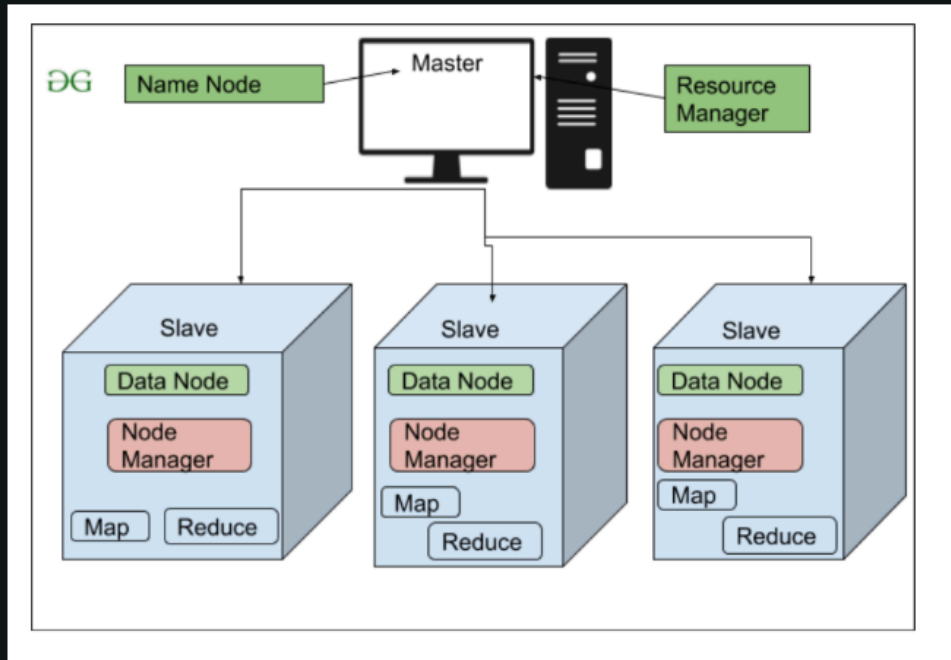 Master
Name Node
Resource
Manager
Slave
Slave
Slave
Data Node
Data Node
Data Node
Node
Manager
Node
Manager
Node
Manager
Map
Reduce
Map
Reduce
Map
Reduce